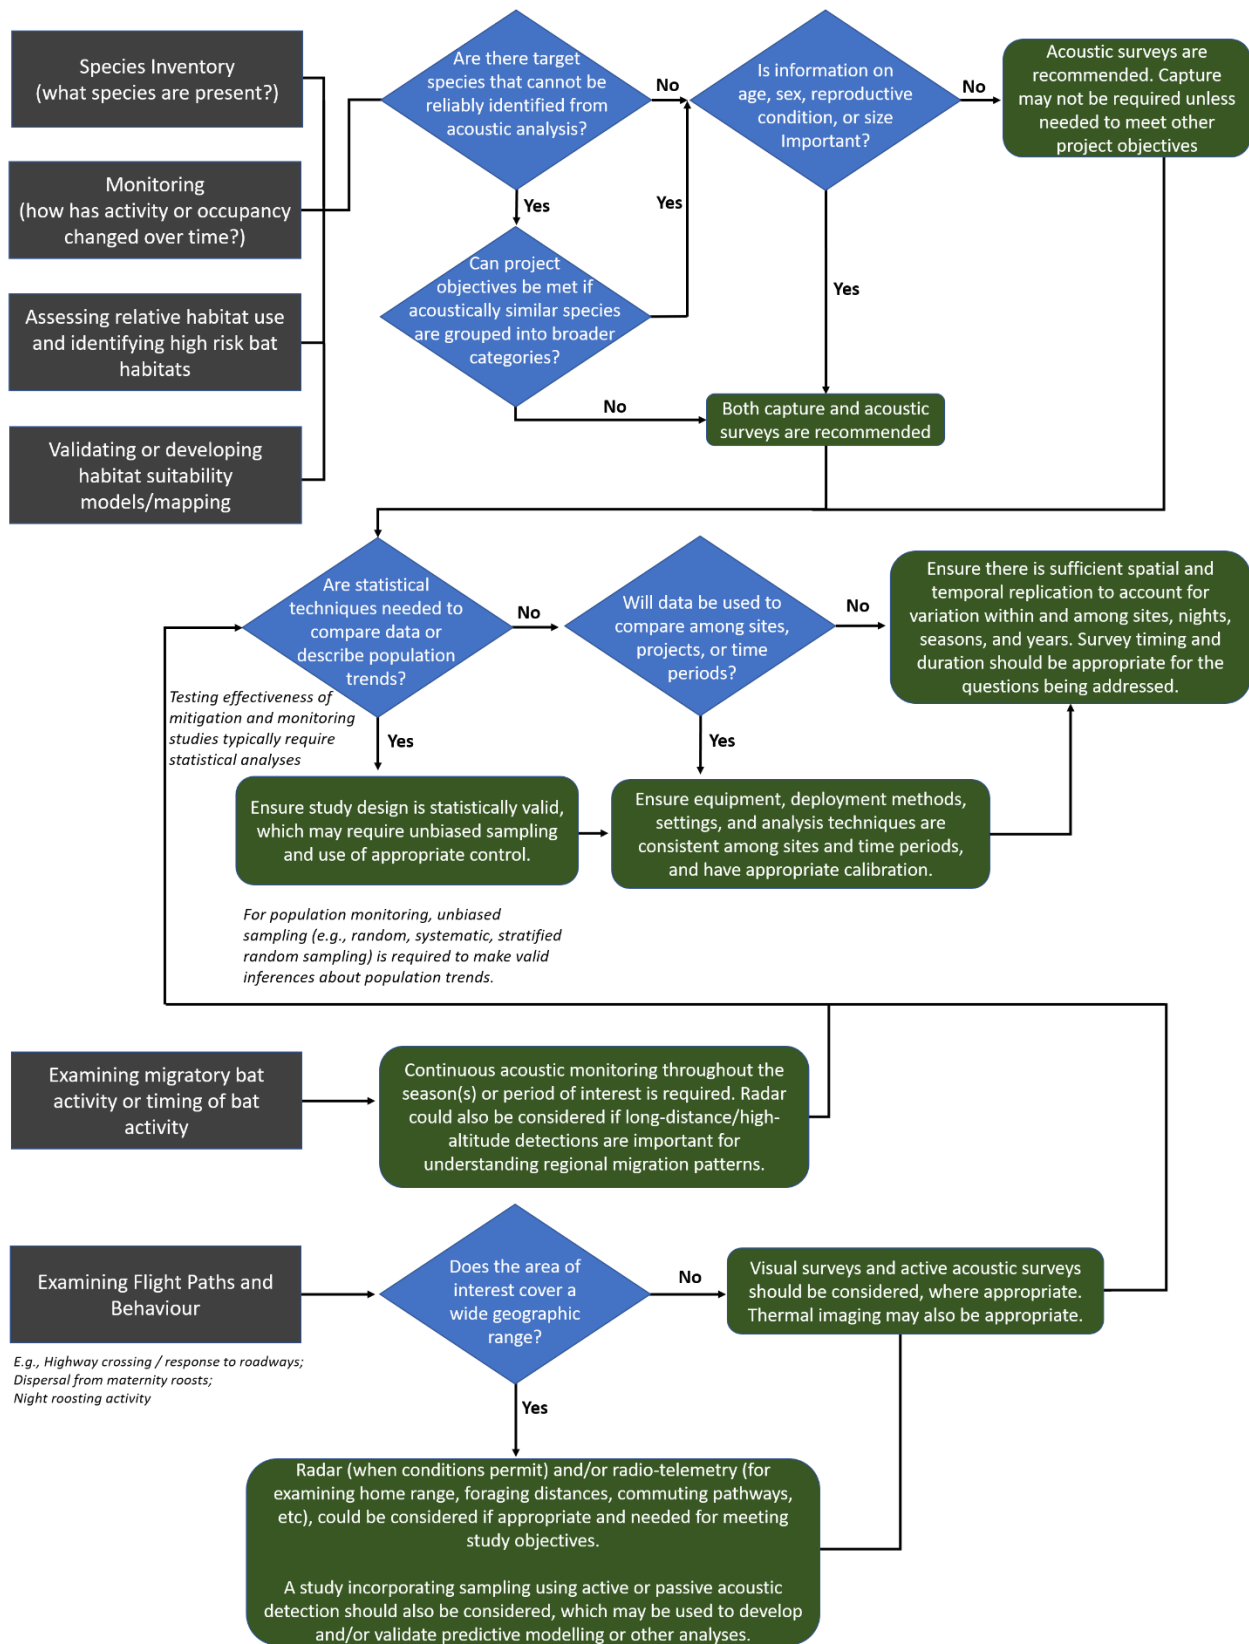 Species Inventory
(what species are present?)
Monitoring
(how has activity or occupancy
changed over time?)
Assessing relative habitat use
and identifying high risk bat
habitats
Validating or developing
habitat suitability
models/mapping
Are there target
species that cannot be
reliably identified from
acoustic analysis?
No
Yes
Is information on
age, sex, reproductive
condition, or size
Important?
No
Yes
Acoustic surveys are
recommended. Capture
may not be required unless
needed to meet other
project objectives
Can project
objectives be met if
acoustically similar species
are grouped into broader
categories?
Yes
No
Both capture and acoustic
surveys are recommended
Are statistical
techniques needed to
compare data or
describe population
trends?
No
Yes
Testing effectiveness of
mitigation and monitoring
studies typically require
statistical analyses
Will data be used to
compare among sites,
projects, or time
periods?
No
Yes
Ensure there is sufficient spatial and
temporal replication to account for
variation within and among sites, nights,
seasons, and years. Survey timing and
duration should be appropriate for the
questions being addressed.
Ensure study design is statistically valid,
which may require unbiased sampling
and use of appropriate control.
Ensure equipment, deployment methods,
settings, and analysis techniques are
consistent among sites and time periods,
and have appropriate calibration.
For population monitoring, unbiased
sampling (e.g., random, systematic, stratified
random sampling) is required to make valid
inferences about population trends.
Examining migratory bat
activity or timing of bat
activity
Continuous acoustic monitoring throughout the
season(s) or period of interest is required. Radar
could also be considered if long-distance/high-
altitude detections are important for
understanding regional migration patterns.
Examining Flight Paths and
Behaviour
E.g., Highway crossing / response to roadways;
Dispersal from maternity roosts;
Night roosting activity
Does the area of
interest cover a
wide geographic
range?
No
Yes
Visual surveys and active acoustic surveys
should be considered, where appropriate.
Thermal imaging may also be appropriate.
Radar (when conditions permit) and/or radio-telemetry (for
examining home range, foraging distances, commuting pathways,
etc), could be considered if appropriate and needed for meeting
study objectives.
A study incorporating sampling using active or passive acoustic
detection should also be considered, which may be used to develop
and/or validate predictive modelling or other analyses.